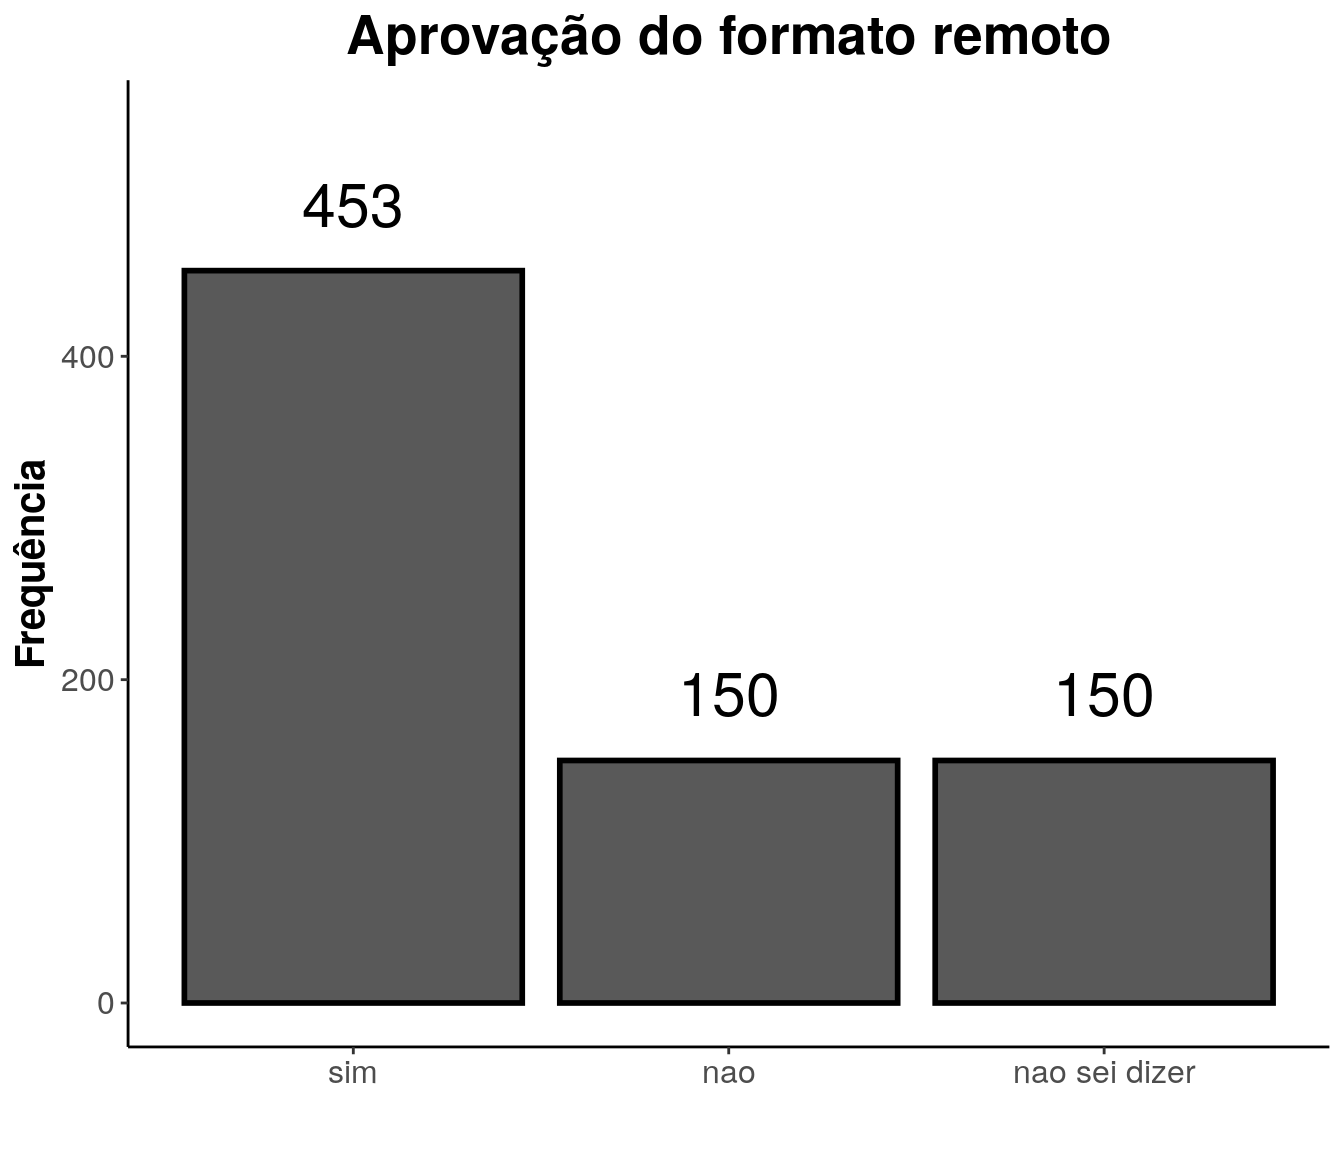 Aprovação do formato remoto
453
400
Frequência
200
150
150
0
sim
nao
nao sei dizer